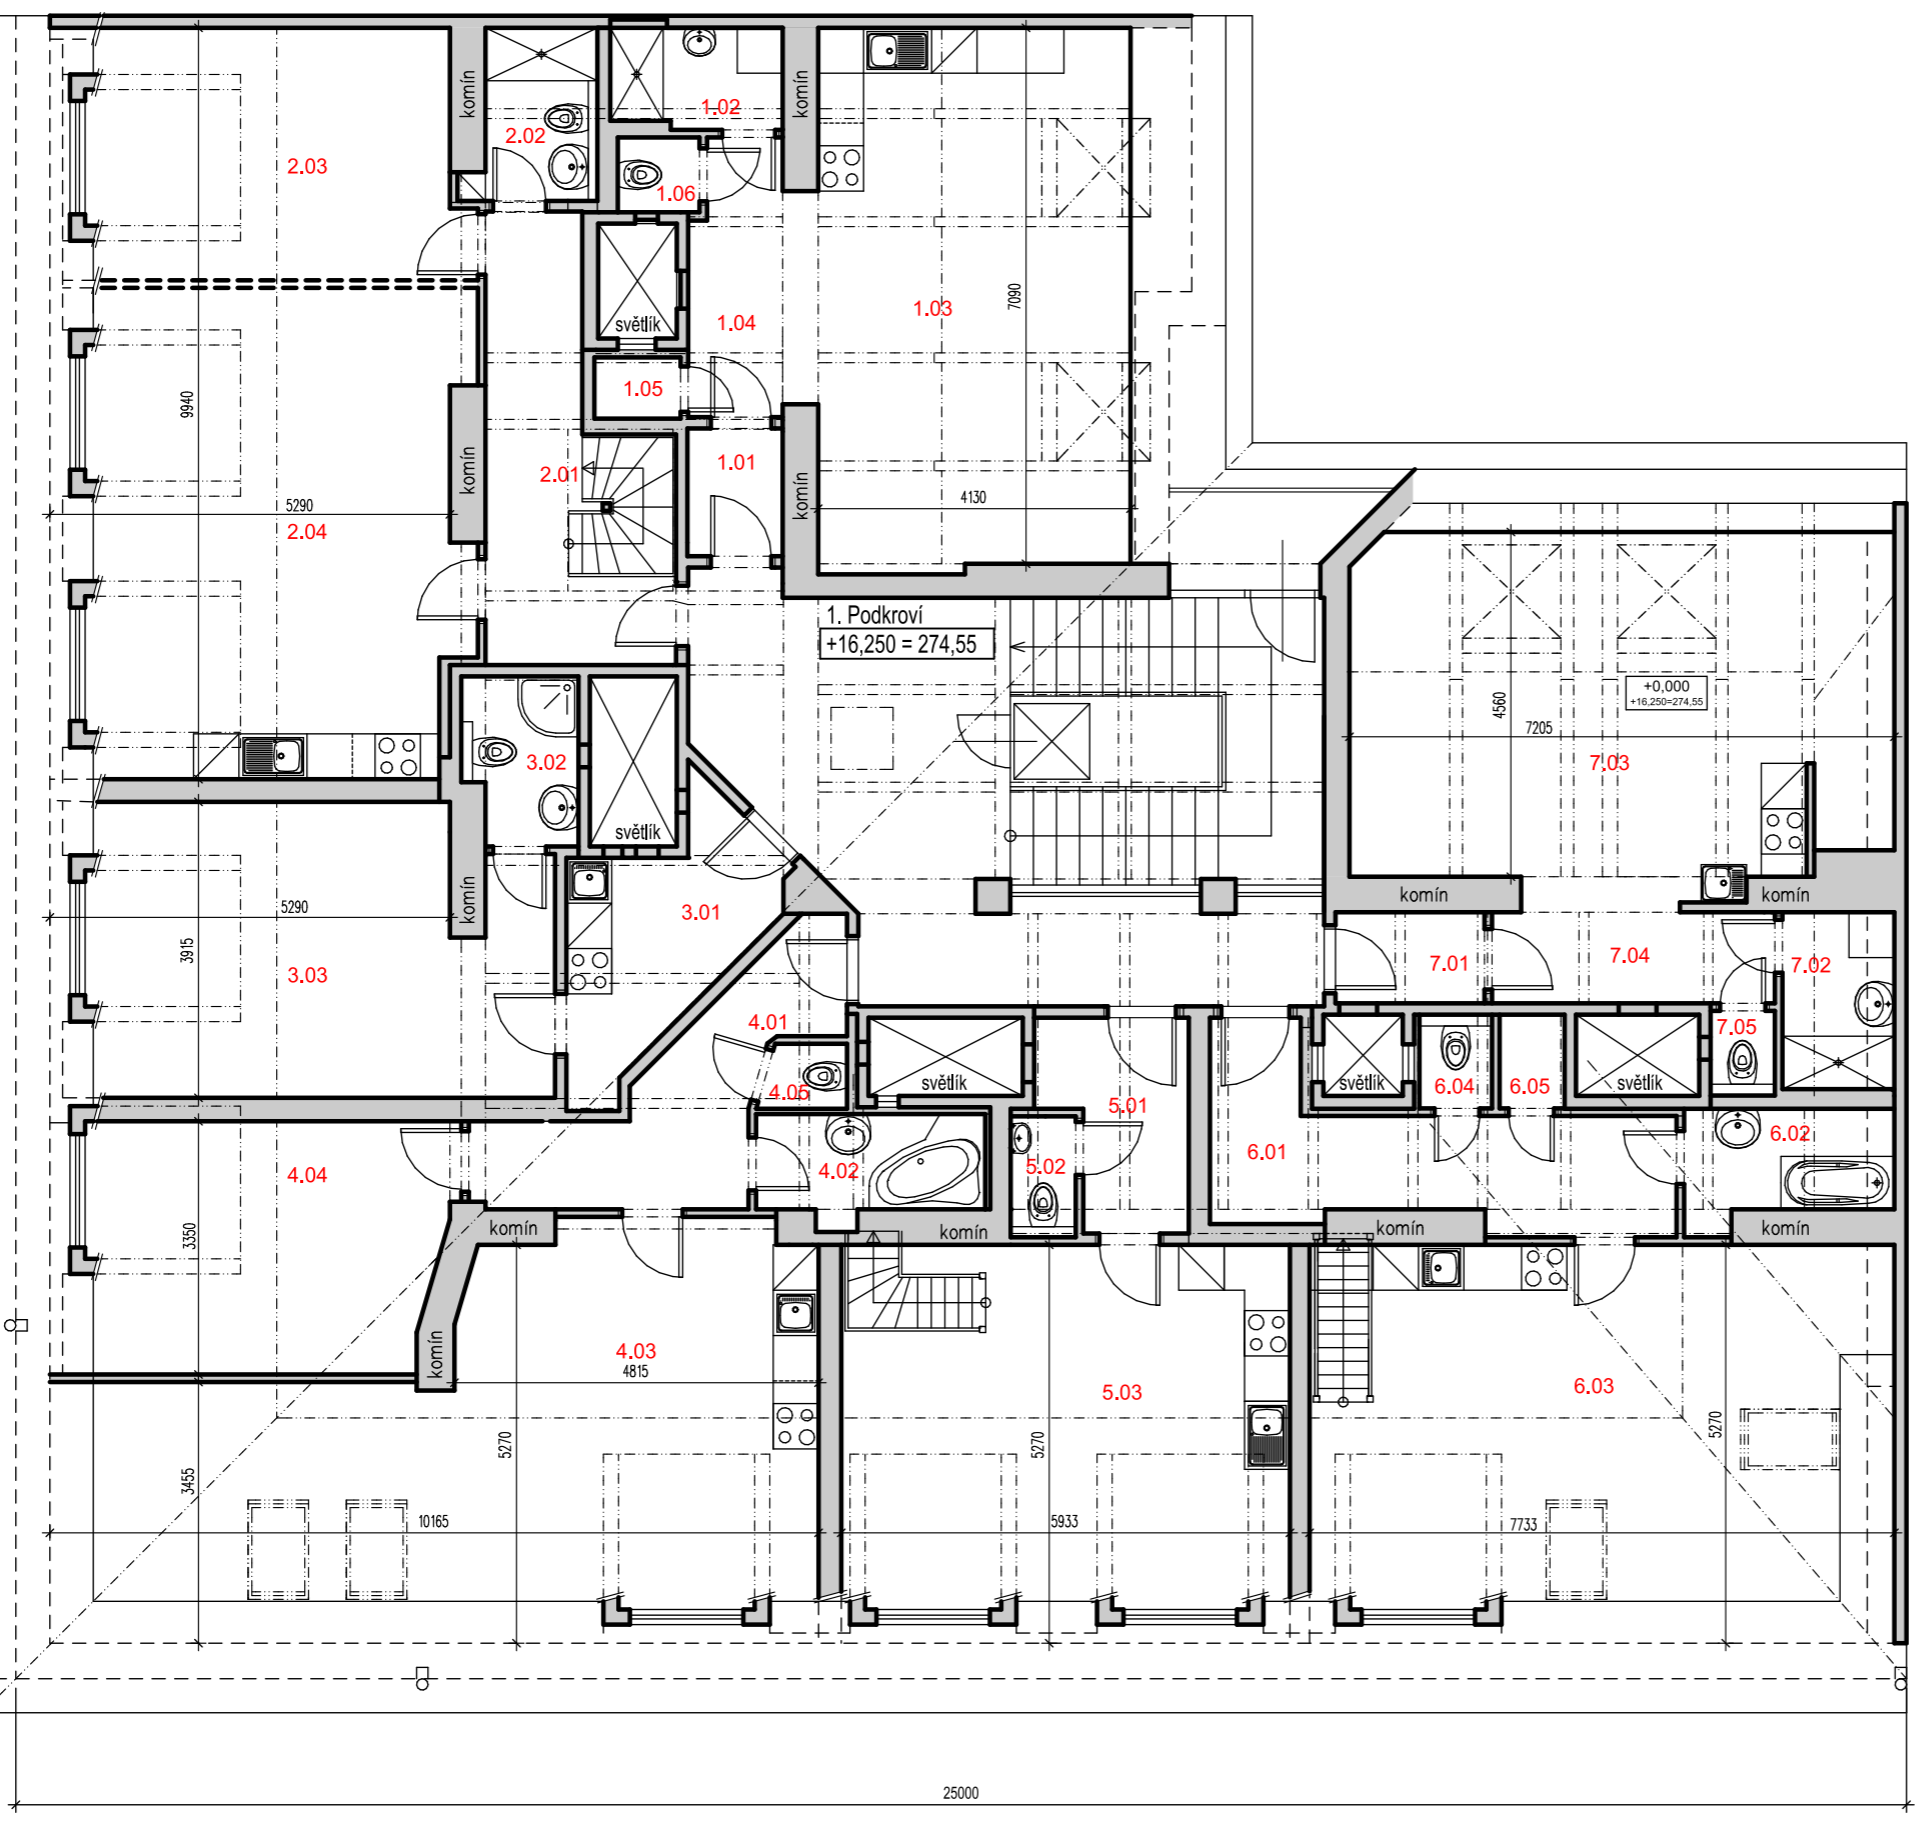 komín
komín
1.02
2.02
2.03
1.06
7090
1.03
světlík
1.04
1.05
9940
komín
1.01
2.01
komín
4130
5290
2.04
1. Podkroví
+16,250 = 274,55
+0,000
+16,250=274,55
4560
7205
7.03
3.02
světlík
komín
komín
komín
5290
3.01
3915
3.03
7.01
7.04
7.02
4.01
7.05
světlík
světlík
6.04
6.05
světlík
4.05
5.01
6.02
6.01
4.02
5.02
4.04
komín
komín
komín
komín
3350
komín
4.03
4815
5.03
6.03
5270
5270
5270
3455
10165
5933
7733
25000